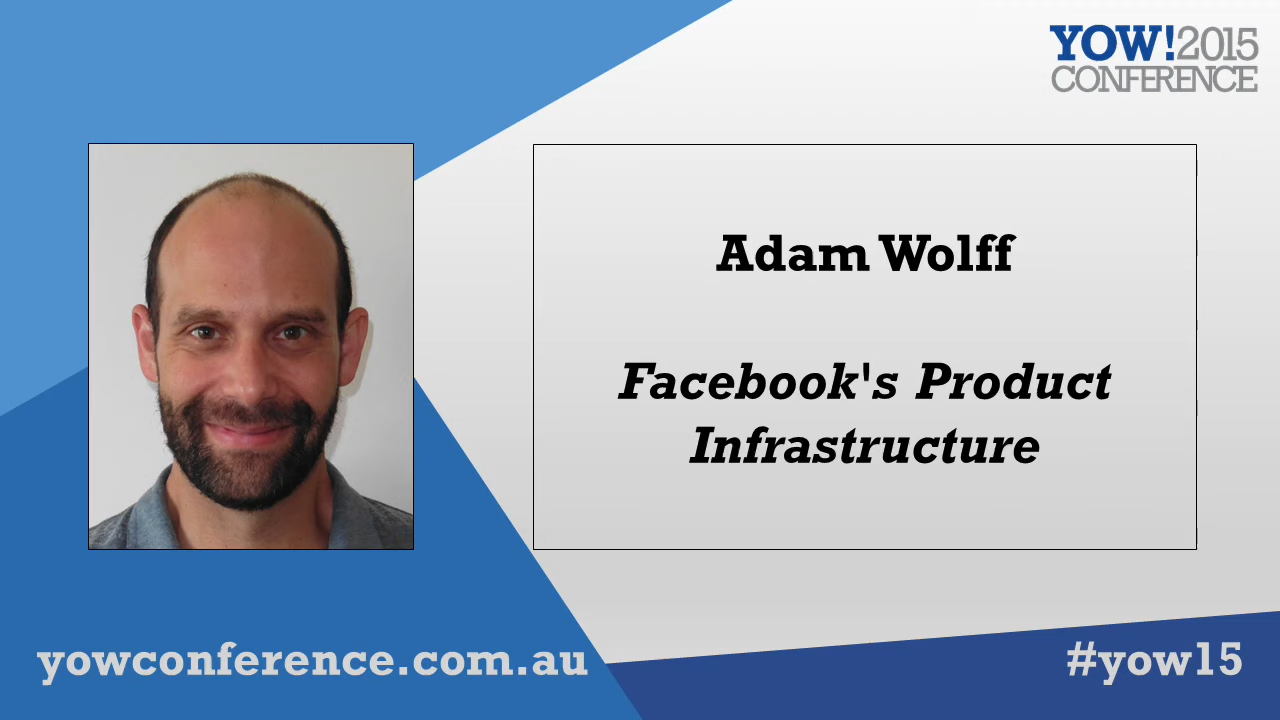 YOW!2015
CONFERENCE
Adam Wolff
Facebook's Product
Infrastructure
yowconference.com.au
#yow15